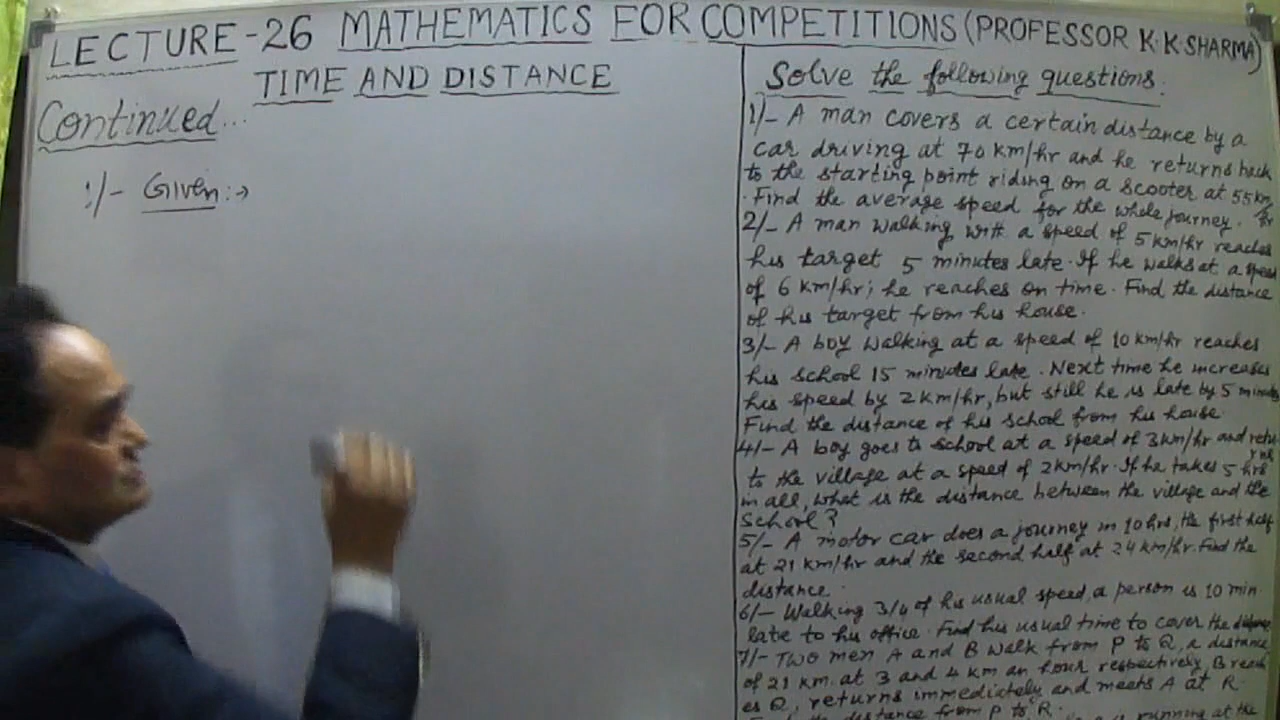 LECTURE-26 MATHEMATICS FOR COMPETITIONS (PROFESSOR K.K.SHARMA)
TIME AND DISTANCE
Continued...
:/- Given:→
Solve the following questions:
1/- A man covers a certain distance by a
car driving at 70 km/hr and he returns back
to the starting point riding on a scooter at 55 km/hr
. Find the average speed for the whole journey.
2/- A man walking with a speed of 5 km/hr reaches
his target 5 minutes late. If he walks at a speed
of 6 km/hr; he reaches on time. Find the distance
of his target from his house.
3/- A boy walking at a speed of 10 km/hr reaches
his school 15 minutes late. Next time he increases
his speed by 2 km/hr, but still he is late by 5 minutes
Find the distance of his school from his house.
4/- A boy goes to school at a speed of 3 km/hr and returns
to the village at a speed of 2 km/hr. If he takes 5 hrs
in all, what is the distance between the village and the
school?
5/- A motor car does a journey in 10 hrs, the first half
at 21 km/hr and the second half at 24 km/hr. Find the
distance.
6/- Walking 3/4 of his usual speed, a person is 10 min.
late to his office. Find his usual time to cover the distance
7/- Two men A and B walk from P to Q, a distance
of 21 km. at 3 and 4 km an hour respectively, B reach
es Q, returns immediately and meets A at R.
the distance from P to R.
is running at the